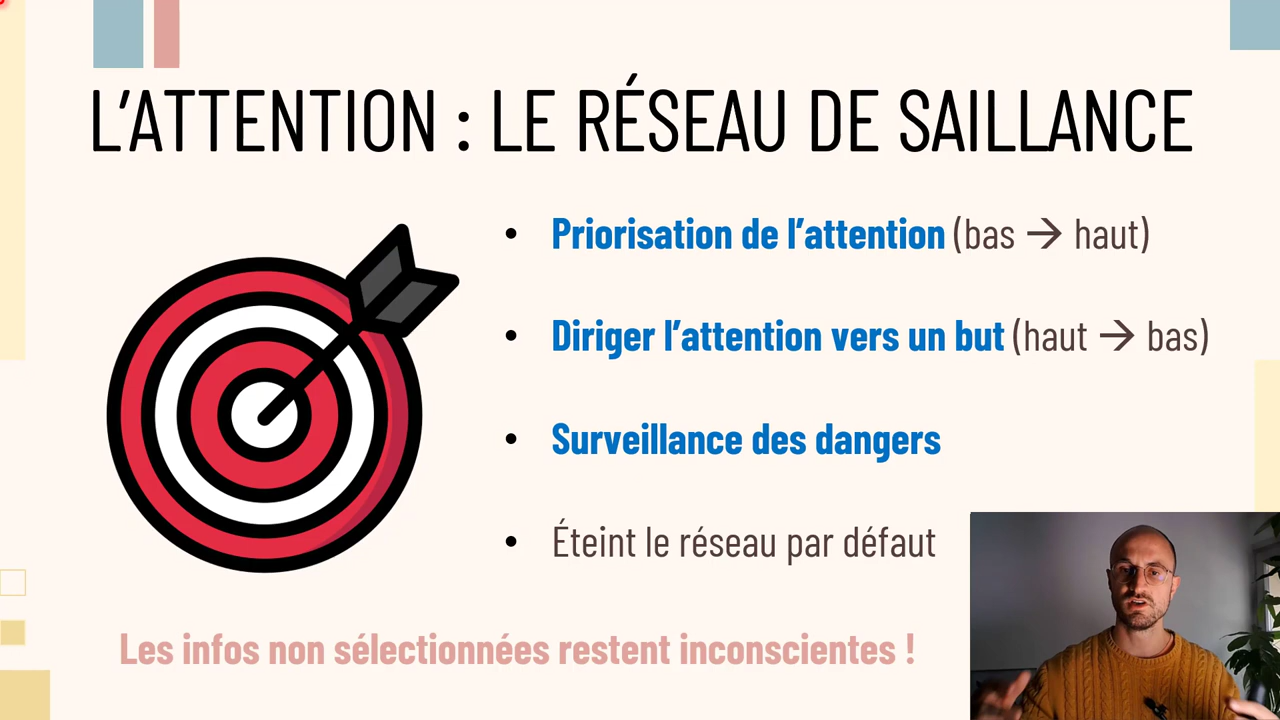 L’ATTENTION : LE RÉSEAU DE SAILLANCE
• Priorisation de l’attention (bas → haut)
• Diriger l’attention vers un but (haut → bas)
• Surveillance des dangers
• Éteint le réseau par défaut
Les infos non sélectionnées restent inconscientes !